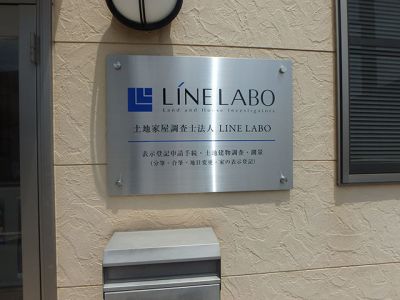 LÍNE LABO
Land and House Investigators
土地家屋調査士法人 LINE LABO
表示登記申請手続・土地建物調査・測量
(分筆・合筆・地目変更・家の表示登記)